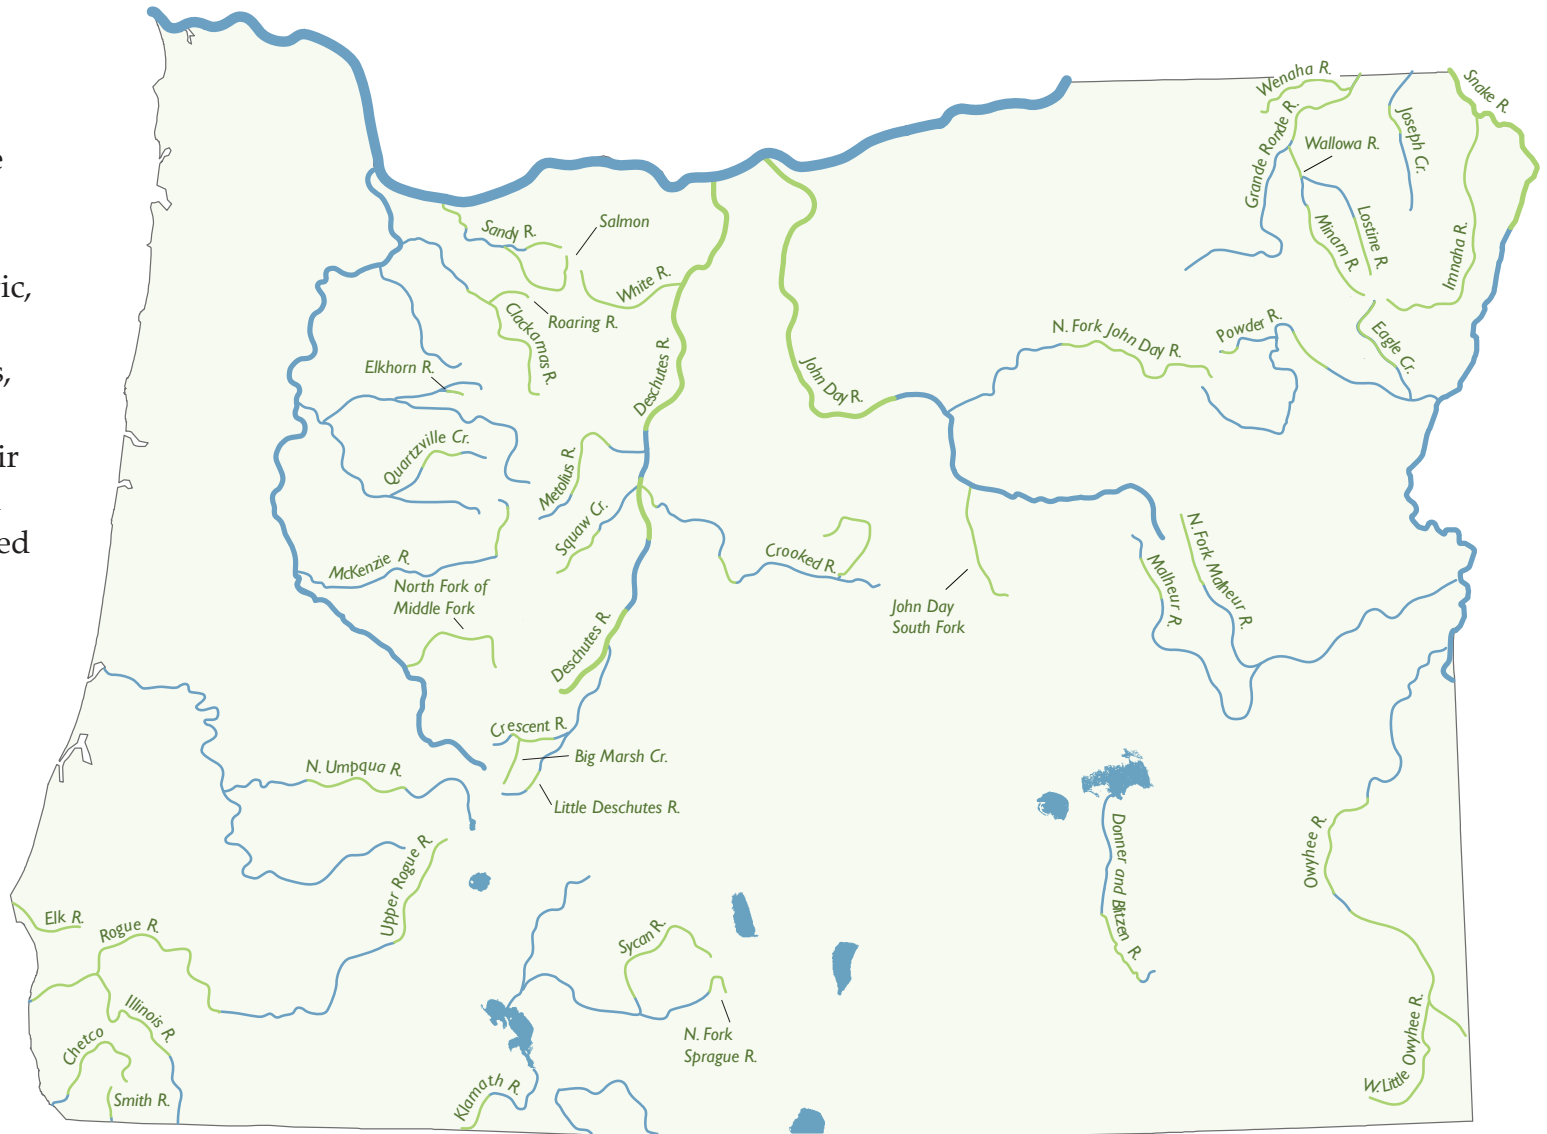 e
ic,
s,
ir
ed
Wenaha R.
Snake R.
Grande Ronde R.
Wallowa R.
Joseph Cr.
Minam R.
Lostine R.
Imnaha R.
Sandy R.
Salmon
White R.
Roaring R.
Clackamas R.
Elkhorn R.
Deschutes R.
John Day R.
N. Fork John Day R.
Powder R.
Eagle Cr.
Quartzville Cr.
Metolius R.
Squaw Cr.
McKenzie R.
North Fork of
Middle Fork
Crooked R.
John Day
South Fork
Malheur R.
N. Fork Malheur R.
Deschutes R.
Crescent R.
Big Marsh Cr.
Little Deschutes R.
N. Umpqua R.
Upper Rogue R.
Donner and Blitzen R.
Owyhee R.
Elk R.
Rogue R.
Sycan R.
Illinois R.
Chetco
Smith R.
N. Fork
Sprague R.
Klamath R.
W. Little Owyhee R.